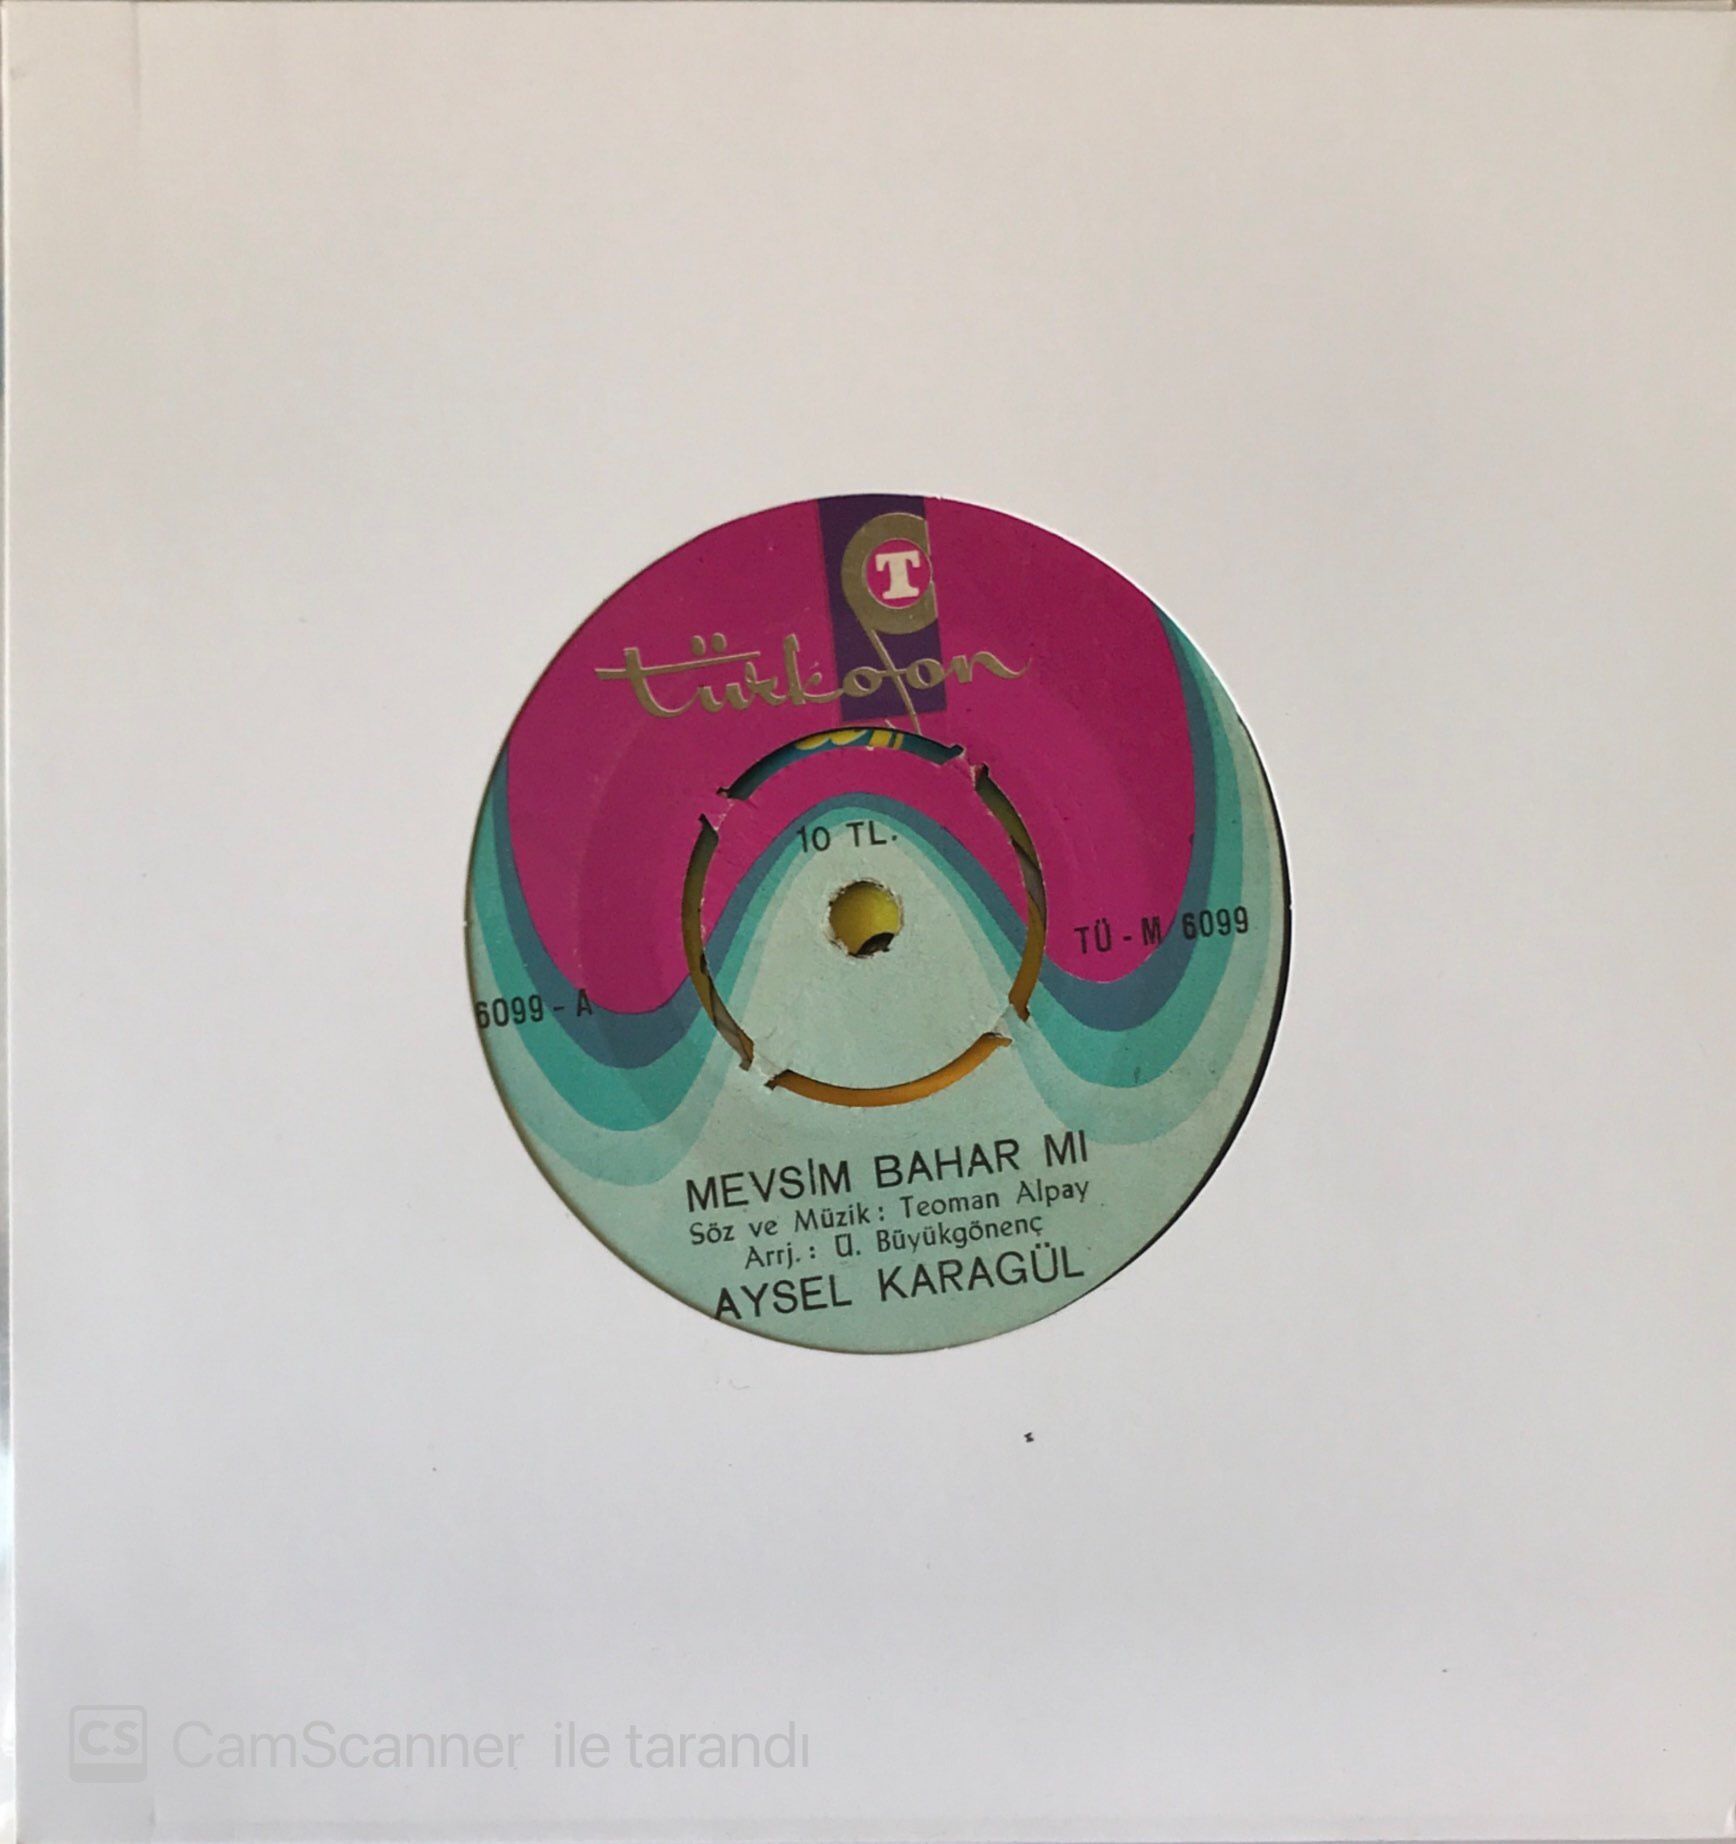 T
türkofon
10 TL.
TÜ - M 6099
6099 - A
MEVSİM BAHAR MI
Söz ve Müzik : Teoman Alpay
Arrj. : Ü. Büyükgönenç
AYSEL KARAGÜL
CS CamScanner ile tarandı